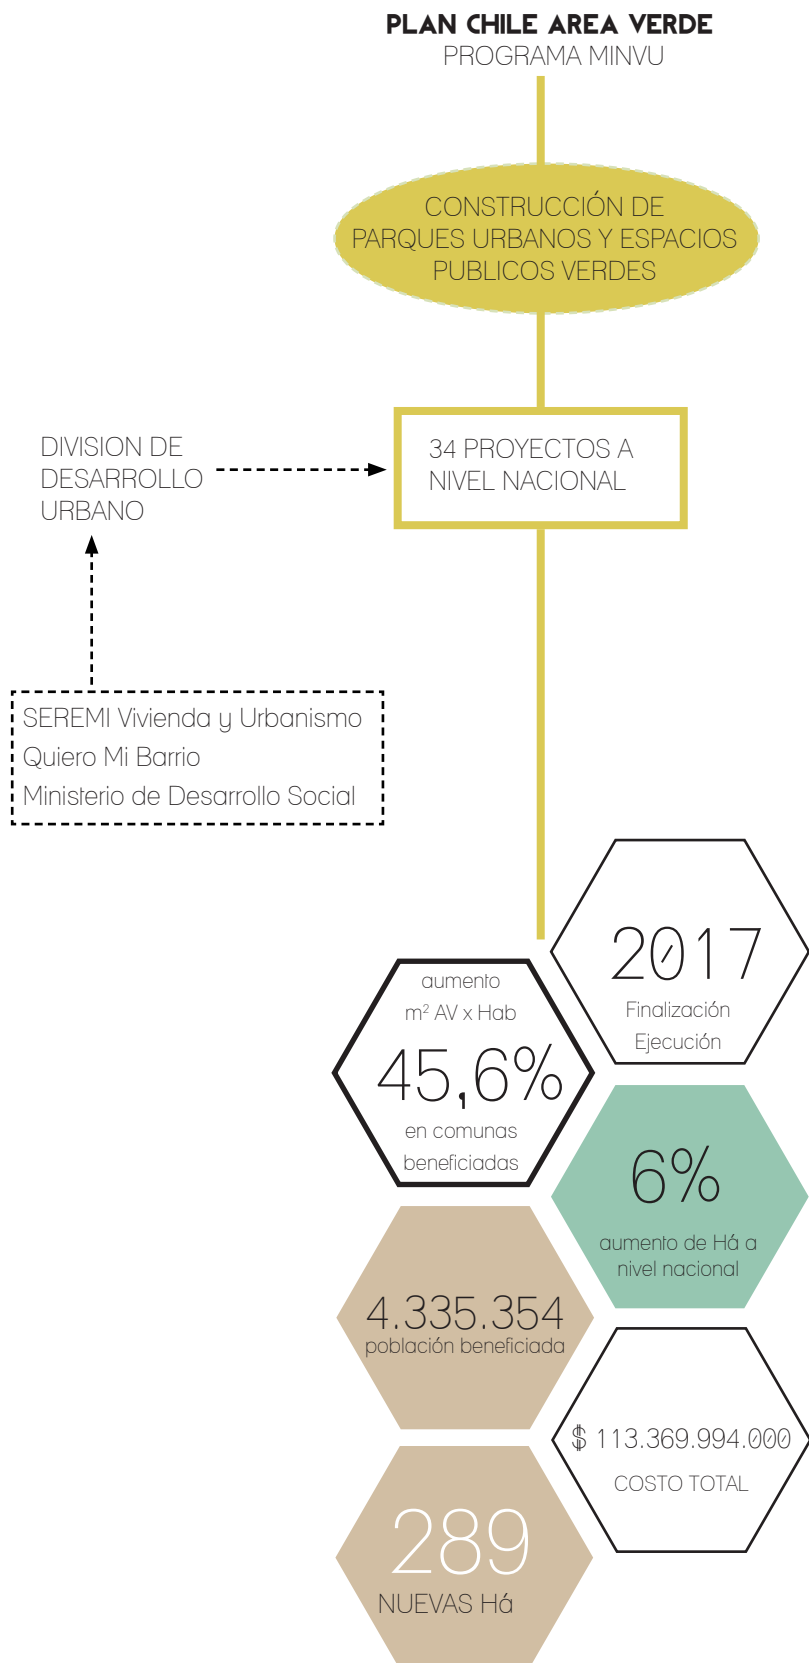 PLAN CHILE AREA VERDE
PROGRAMA MINVU
CONSTRUCCIÓN DE
PARQUES URBANOS Y ESPACIOS
PUBLICOS VERDES
34 PROYECTOS A
NIVEL NACIONAL
DIVISION DE
DESARROLLO
URBANO
SEREMI Vivienda y Urbanismo
Quiero Mi Barrio
Ministerio de Desarrollo Social
2017
Finalización
Ejecución
aumento
m² AV x Hab
45,6%
en comunas
beneficiadas
6%
aumento de Há a
nivel nacional
4.335.354
población beneficiada
$ 113.369.994.000
COSTO TOTAL
289
NUEVAS Há